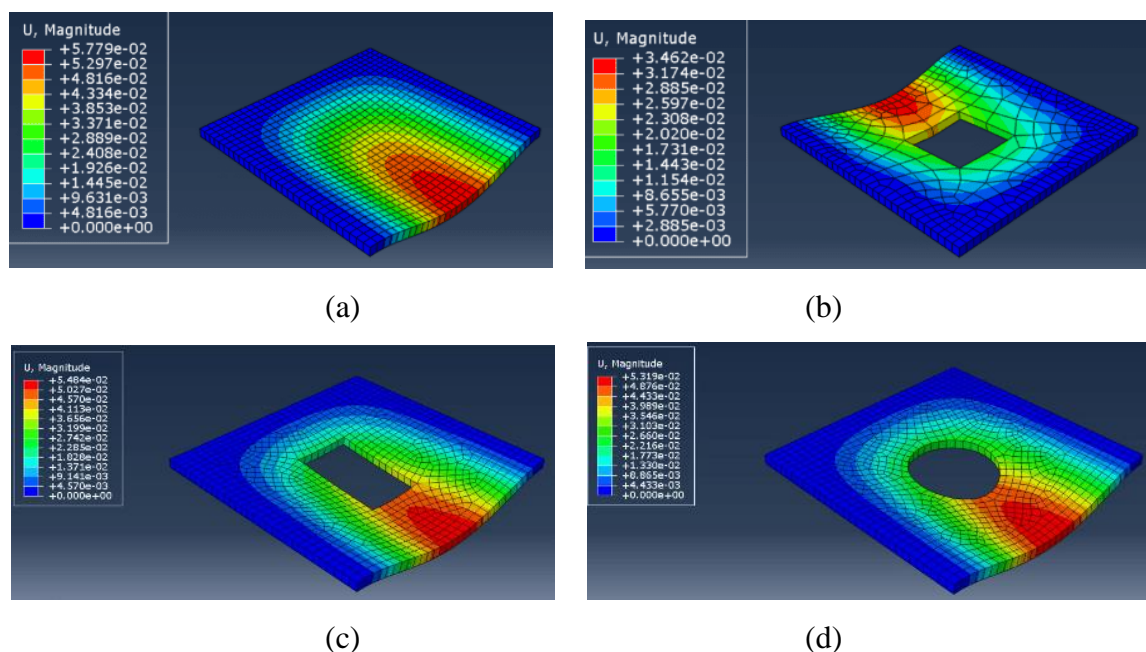 U, Magnitude
+5.779e-02
+5.297e-02
+4.816e-02
+4.334e-02
+3.853e-02
+3.371e-02
+2.889e-02
+2.408e-02
+1.926e-02
+1.445e-02
+9.631e-03
+4.816e-03
+0.000e+00
(a)
U, Magnitude
+3.462e-02
+3.174e-02
+2.885e-02
+2.597e-02
+2.308e-02
+2.020e-02
+1.731e-02
+1.443e-02
+1.154e-02
+8.655e-03
+5.770e-03
+2.885e-03
+0.000e+00
(b)
U, Magnitude
+5.484e-02
+5.027e-02
+4.570e-02
+4.113e-02
+3.656e-02
+3.199e-02
+2.742e-02
+2.285e-02
+1.828e-02
+1.371e-02
+9.141e-03
+4.570e-03
+0.000e+00
(c)
U, Magnitude
+5.319e-02
+4.876e-02
+4.433e-02
+3.989e-02
+3.546e-02
+3.103e-02
+2.660e-02
+2.216e-02
+1.773e-02
+1.330e-02
+8.865e-03
+4.433e-03
+0.000e+00
(d)